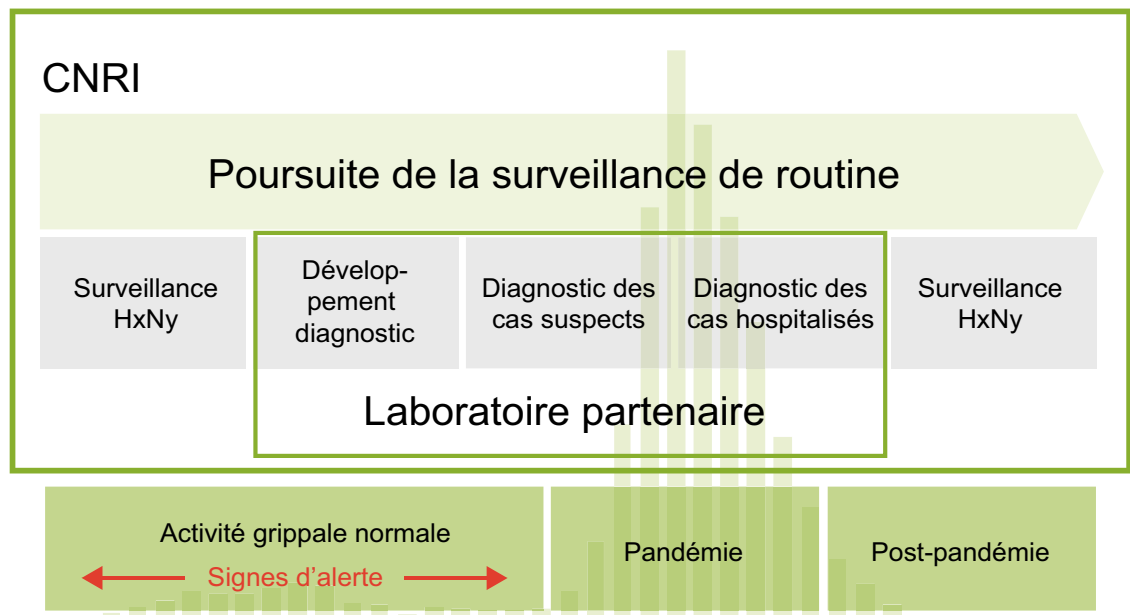 CNRI
Poursuite de la surveillance de routine
Surveillance
HxNy
Dévelop-
pement
diagnostic
Diagnostic des
cas suspects
Diagnostic des
cas hospitalisés
Surveillance
HxNy
Laboratoire partenaire
Activité grippale normale
Signes d'alerte
Pandémie
Post-pandémie